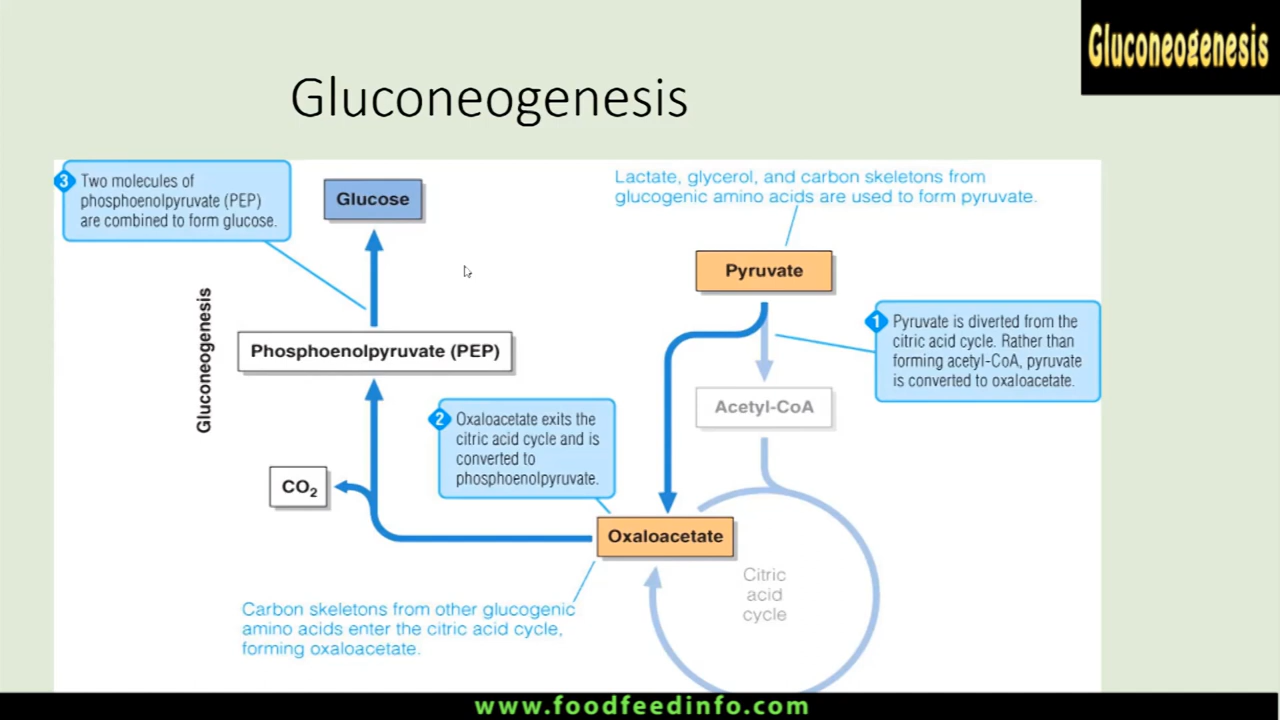 Gluconeogenesis
Gluconeogenesis
3
Two molecules of
phosphoenolpyruvate (PEP)
are combined to form glucose.
Glucose
Lactate, glycerol, and carbon skeletons from
glucogenic amino acids are used to form pyruvate.
Pyruvate
1
Pyruvate is diverted from the
citric acid cycle. Rather than
forming acetyl-CoA, pyruvate
is converted to oxaloacetate.
Gluconeogenesis
Phosphoenolpyruvate (PEP)
Acetyl-CoA
2
Oxaloacetate exits the
citric acid cycle and is
converted to
phosphoenolpyruvate.
CO₂
Oxaloacetate
Citric
acid
cycle
Carbon skeletons from other glucogenic
amino acids enter the citric acid cycle,
forming oxaloacetate.
www.foodfeedinfo.com